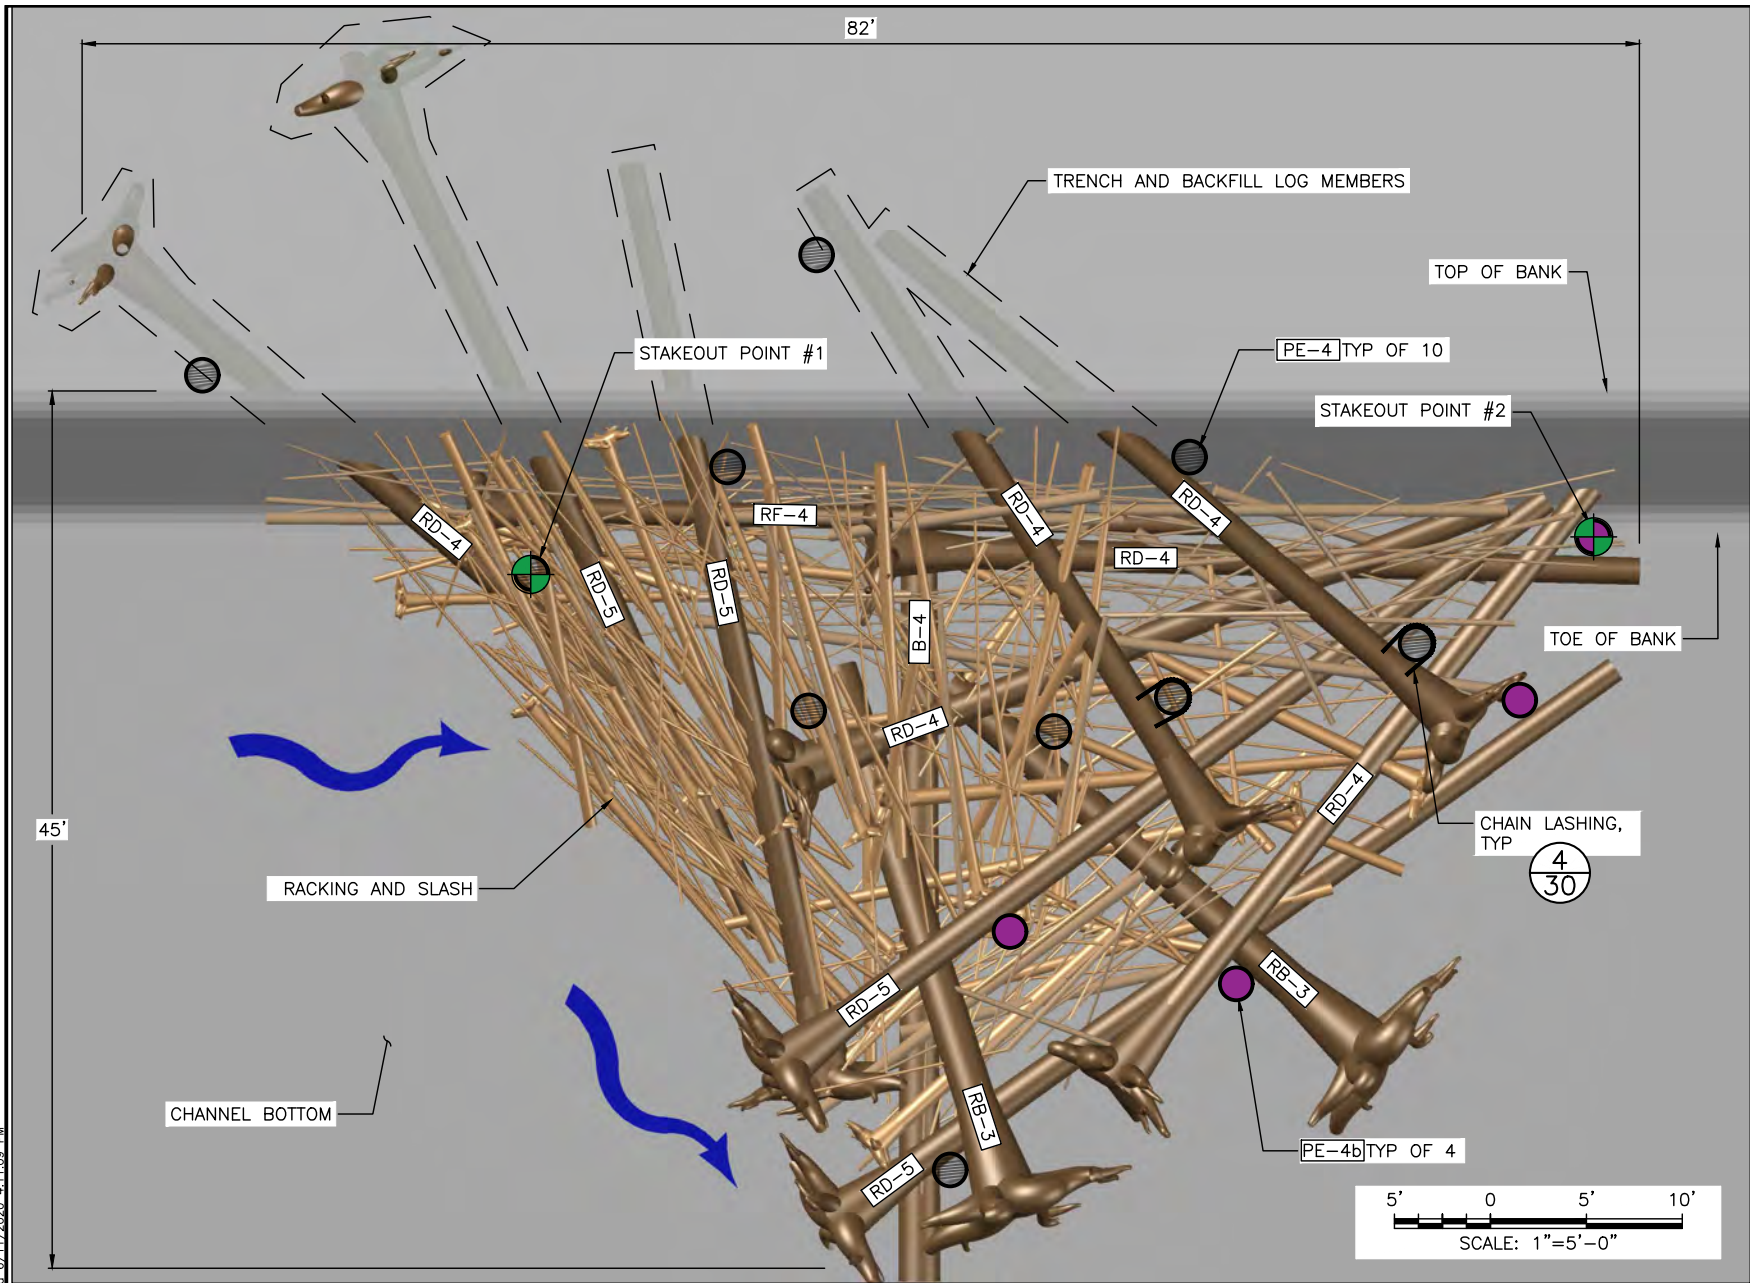 82'
TRENCH AND BACKFILL LOG MEMBERS
TOP OF BANK
STAKEOUT POINT #1
PE-4 TYP OF 10
STAKEOUT POINT #2
RD-4
RF-4
RD-4
RD-4
RD-4
RD-5
RD-5
B-4
TOE OF BANK
RD-4
RD-4
45'
CHAIN LASHING,
TYP
4
30
RACKING AND SLASH
RD-5
RB-3
CHANNEL BOTTOM
RB-3
PE-4b TYP OF 4
RD-5
5' 0 5' 10'
SCALE: 1"=5'-0"